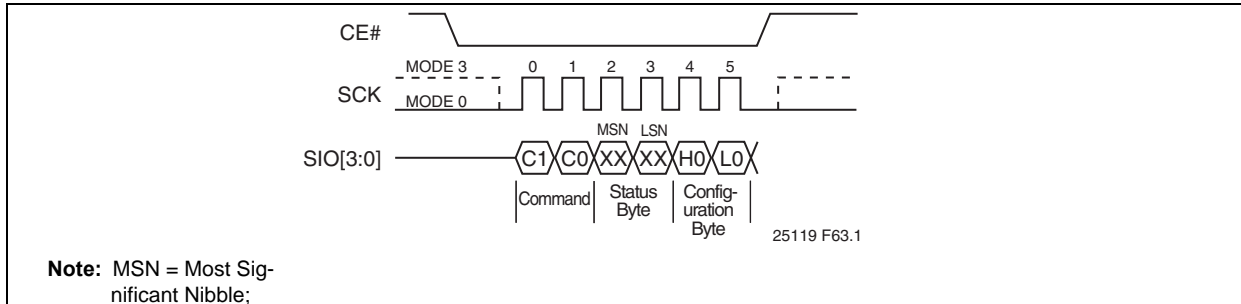 CE#
MODE 3 0 1 2 3 4 5
SCK
MODE 0
MSN LSN
SIO[3:0] C1 C0 XX XX H0 L0
Command
Status
Byte
Config-
uration
Byte
25119 F63.1
Note: MSN = Most Sig-
nificant Nibble;